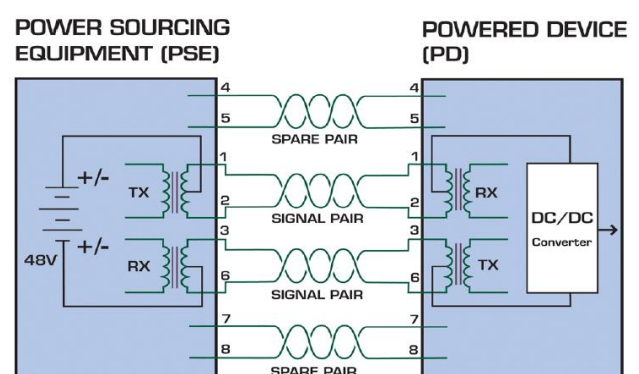 POWER SOURCING
EQUIPMENT (PSE)
POWERED DEVICE
(PD)
4
5
SPARE PAIR
4
5
+/-
+/-
48V
TX
RX
1
2
SIGNAL PAIR
1
2
3
6
SIGNAL PAIR
3
6
RX
TX
DC/DC
Converter
7
8
SPARE PAIR
7
8